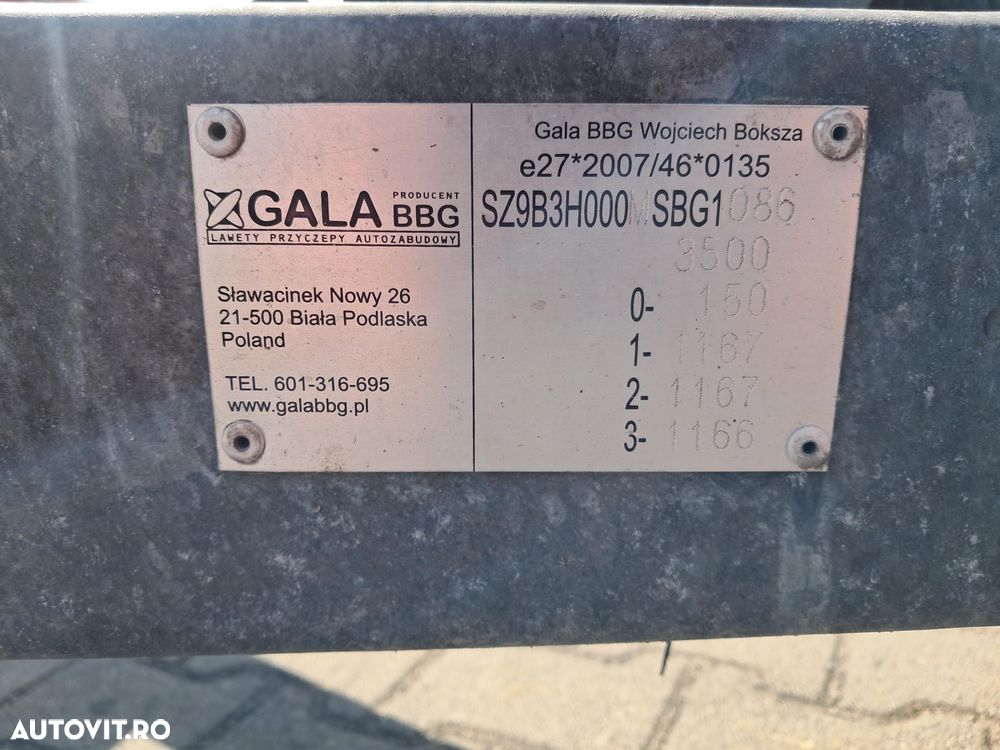 GALA PRODUCENT BBG
LAWETY PRZYCZEPY AUTOZABUDOWY
Sławacinek Nowy 26
21-500 Biała Podlaska
Poland
TEL. 601-316-695
www.galabbg.pl
Gala BBG Wojciech Boksza
e27*2007/46*0135
SZ9B3H000MSBG1086
3500
0- 150
1- 1167
2- 1167
3- 1166
AUTOVIT.RO